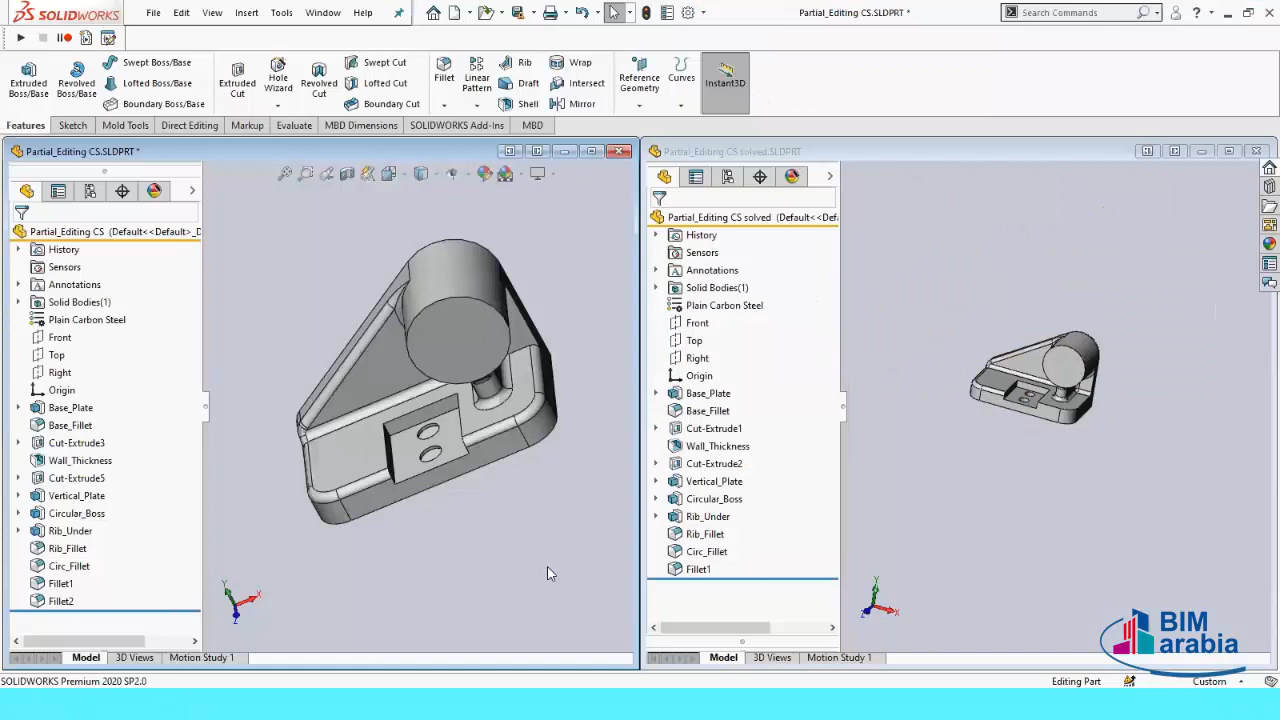 SOLIDWORKS File Edit View Insert Tools Window Help Partial_Editing CS.SLDPRT * Search Commands
Extruded Boss/Base
Revolved Boss/Base
Swept Boss/Base
Lofted Boss/Base
Boundary Boss/Base
Extruded Cut
Hole Wizard
Revolved Cut
Swept Cut
Lofted Cut
Boundary Cut
Fillet
Linear Pattern
Rib
Draft
Shell
Wrap
Intersect
Mirror
Reference Geometry
Curves
Instant3D
Features Sketch Mold Tools Direct Editing Markup Evaluate MBD Dimensions SOLIDWORKS Add-Ins MBD
Partial_Editing CS.SLDPRT *
Partial_Editing CS (Default<<Default>_D
History
Sensors
Annotations
Solid Bodies(1)
Plain Carbon Steel
Front
Top
Right
Origin
Base_Plate
Base_Fillet
Cut-Extrude3
Wall_Thickness
Cut-Extrude5
Vertical_Plate
Circular_Boss
Rib_Under
Rib_Fillet
Circ_Fillet
Fillet1
Fillet2
Y
X
Z
Model 3D Views Motion Study 1
Partial_Editing CS solved.SLDPRT
Partial_Editing CS solved (Default<<Def
History
Sensors
Annotations
Solid Bodies(1)
Plain Carbon Steel
Front
Top
Right
Origin
Base_Plate
Base_Fillet
Cut-Extrude1
Wall_Thickness
Cut-Extrude2
Vertical_Plate
Circular_Boss
Rib_Under
Rib_Fillet
Circ_Fillet
Fillet1
Y
X
Z
Model 3D Views Motion Study 1
BIM
arabia
SOLIDWORKS Premium 2020 SP2.0 Editing Part Custom